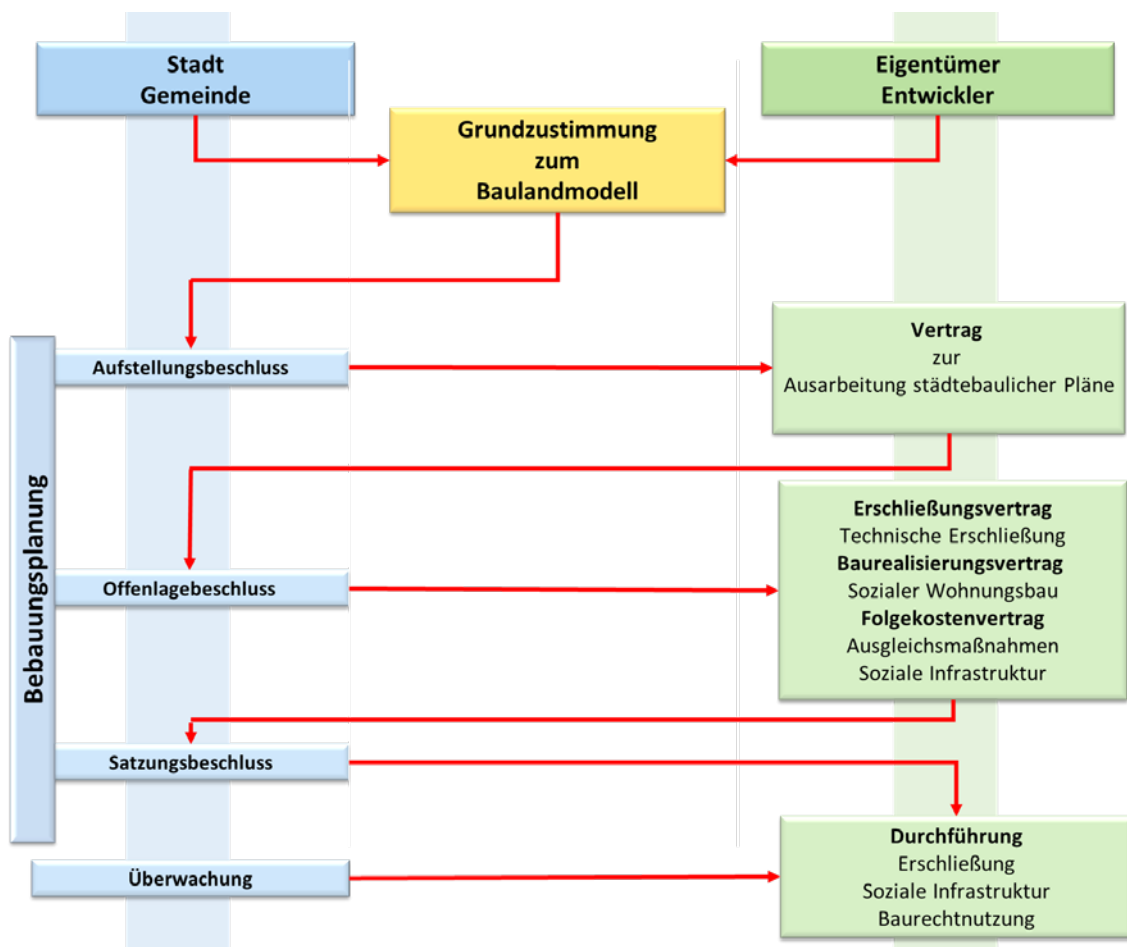 Stadt
Gemeinde
Eigentümer
Entwickler
Grundzustimmung
zum
Baulandmodell
Bebauungsplanung
Aufstellungsbeschluss
Vertrag
zur
Ausarbeitung städtebaulicher Pläne
Offenlagebeschluss
Erschließungsvertrag
Technische Erschließung
Baurealisierungsvertrag
Sozialer Wohnungsbau
Folgekostenvertrag
Ausgleichsmaßnahmen
Soziale Infrastruktur
Satzungsbeschluss
Durchführung
Erschließung
Soziale Infrastruktur
Baurechtnutzung
Überwachung